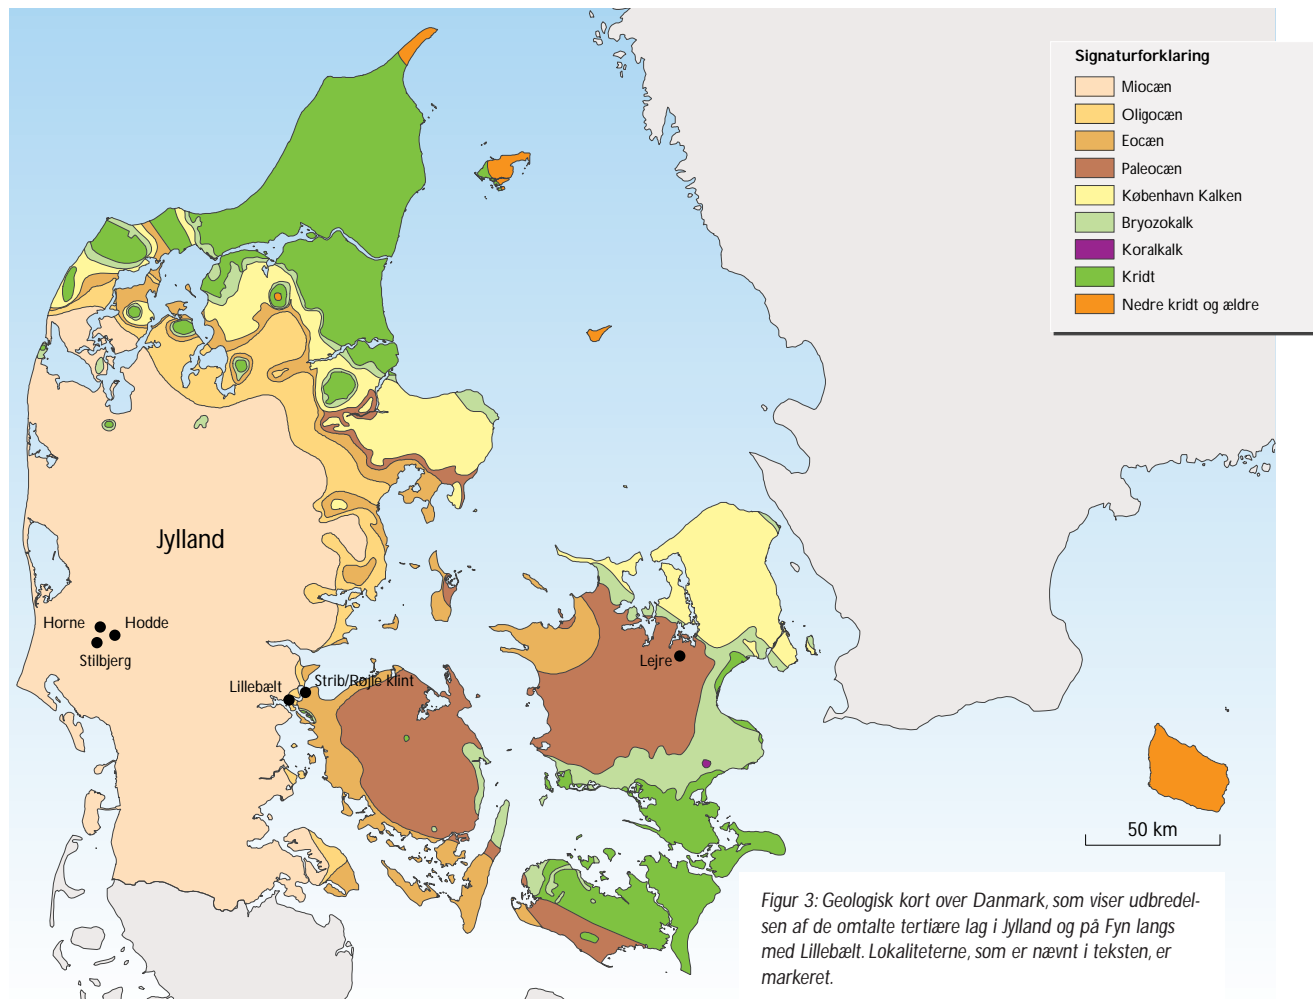 Signaturforklaring
Miocæn
Oligocæn
Eocæn
Paleocæn
København Kalken
Bryozokalk
Koralkalk
Kridt
Nedre kridt og ældre
Jylland
Horne
Hodde
Stilbjerg
Lillebælt
Strib/Røjle klint
Lejre
50 km
Figur 3: Geologisk kort over Danmark, som viser udbredel-
sen af de omtalte tertiære lag i Jylland og på Fyn langs
med Lillebælt. Lokaliteterne, som er nævnt i teksten, er
markeret.